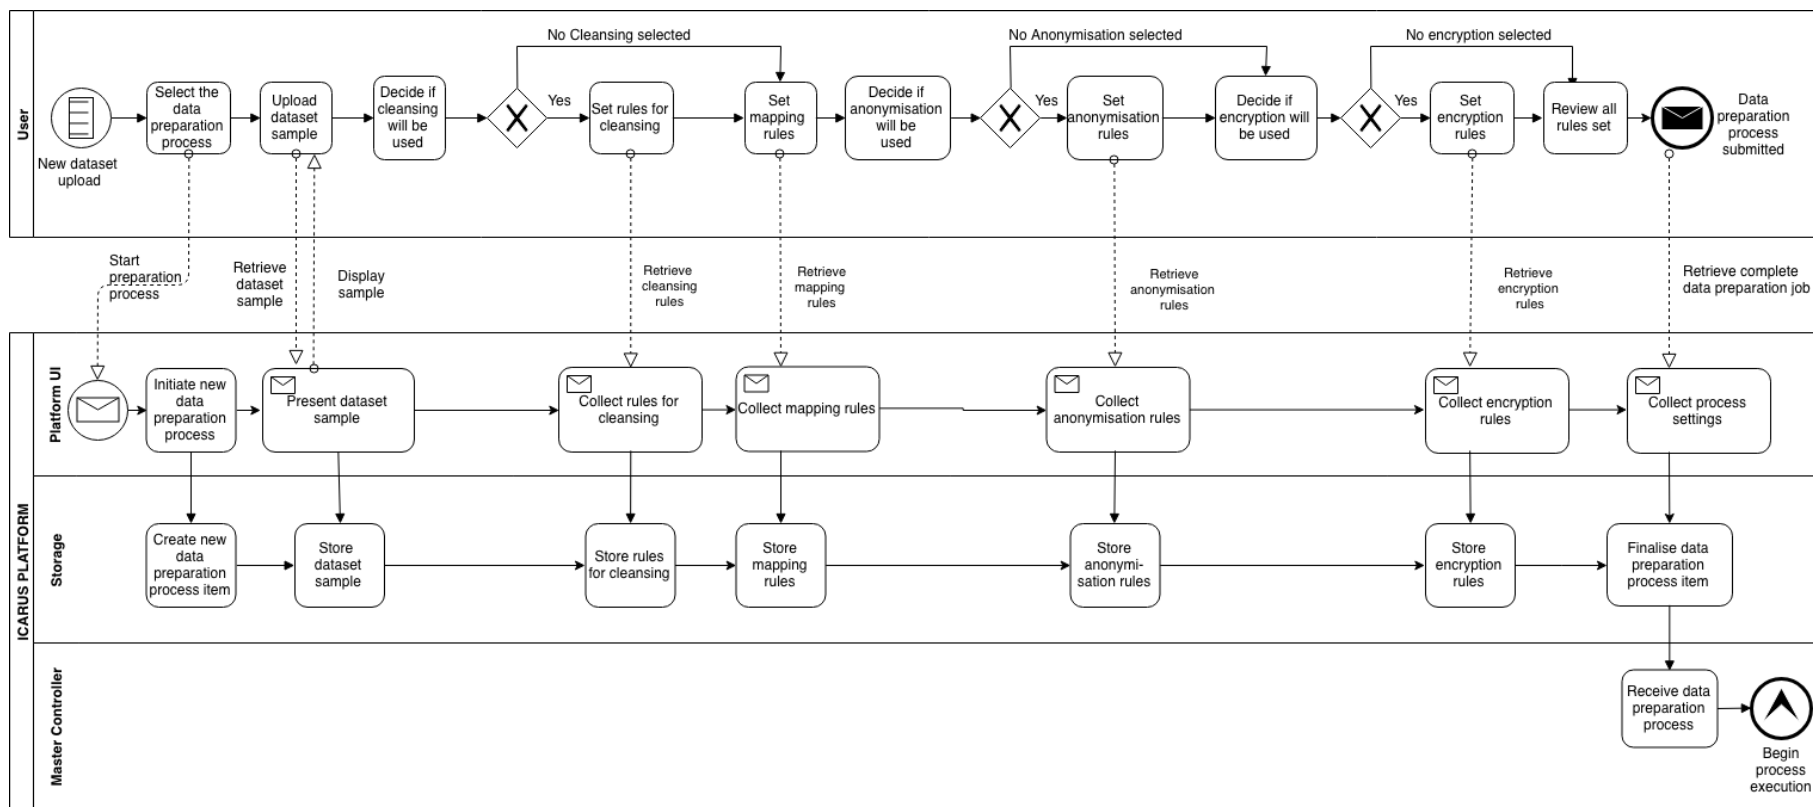 User
No Cleansing selected
No Anonymisation selected
No encryption selected
New dataset
upload
Select the
data
preparation
process
Upload
dataset
sample
Decide if
cleansing
will be
used
Yes
Set rules for
cleansing
Set
mapping
rules
Decide if
anonymisation
will be
used
Yes
Set
anonymisation
rules
Decide if
encryption will
be used
Yes
Set
encryption
rules
Review all
rules set
Data
preparation
process
submitted
Start
preparation
process
Retrieve
dataset
sample
Display
sample
Retrieve
cleansing
rules
Retrieve
mapping
rules
Retrieve
anonymisation
rules
Retrieve
encryption
rules
Retrieve complete
data preparation job
ICARUS PLATFORM
Platform UI
Initiate new
data
preparation
process
Present dataset
sample
Collect rules for
cleansing
Collect mapping rules
Collect
anonymisation rules
Collect encryption
rules
Collect process
settings
Storage
Create new
data
preparation
process item
Store
dataset
sample
Store rules
for cleansing
Store
mapping
rules
Store
anonymi-
sation rules
Store
encryption
rules
Finalise data
preparation
process item
Master Controller
Receive data
preparation
process
Begin
process
execution